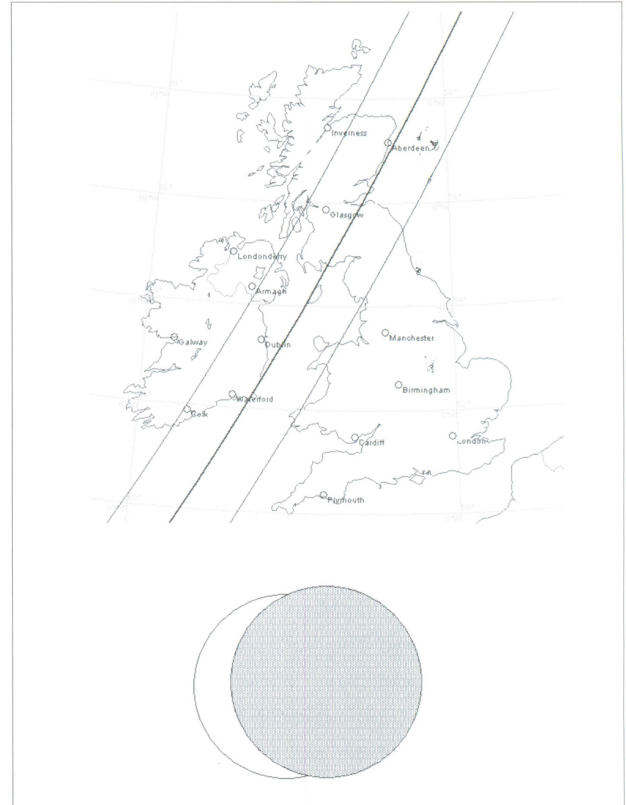 Inverness
Aberdeen
Glasgow
Londonderry
Armagh
Galway
Dublin
Manchester
Birmingham
Waterford
Cork
Cardiff
London
Plymouth